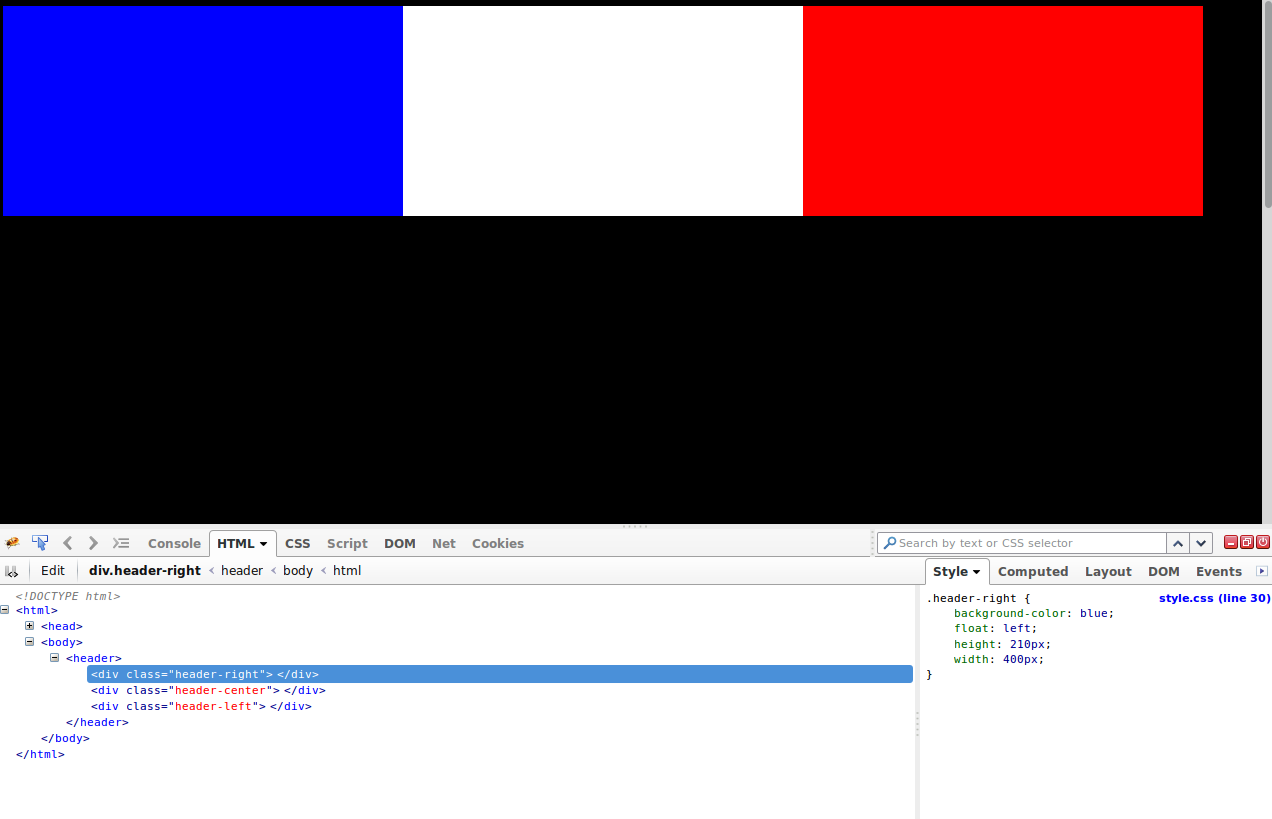 Console HTML CSS Script DOM Net Cookies Search by text or CSS selector
Edit div.header-right < header < body < html
Style Computed Layout DOM Events
<!DOCTYPE html>
<html>
<head>
<body>
<header>
<div class="header-right"> </div>
<div class="header-center"> </div>
<div class="header-left"> </div>
</header>
</body>
</html>
.header-right { style.css (line 30)
background-color: blue;
float: left;
height: 210px;
width: 400px;
}